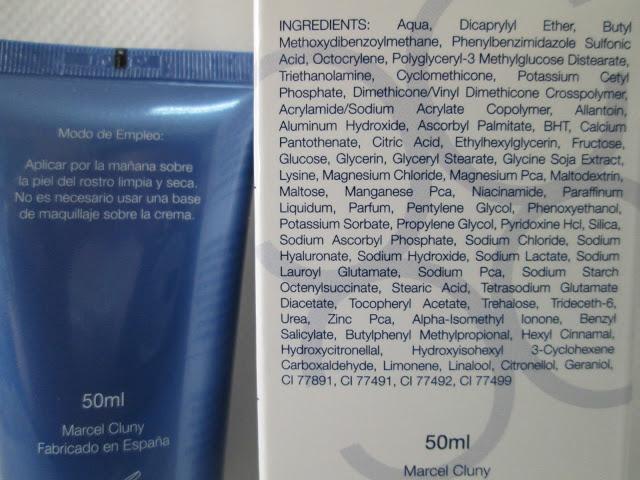 Modo de Empleo:
Aplicar por la mañana sobre
la piel del rostro limpia y seca.
No es necesario usar una base
de maquillaje sobre la crema.
50ml
Marcel Cluny
Fabricado en España
INGREDIENTS: Aqua, Dicaprylyl Ether, Butyl
Methoxydibenzoylmethane, Phenylbenzimidazole Sulfonic
Acid, Octocrylene, Polyglyceryl-3 Methylglucose Distearate,
Triethanolamine, Cyclomethicone, Potassium Cetyl
Phosphate, Dimethicone/Vinyl Dimethicone Crosspolymer,
Acrylamide/Sodium Acrylate Copolymer, Allantoin,
Aluminum Hydroxide, Ascorbyl Palmitate, BHT, Calcium
Pantothenate, Citric Acid, Ethylhexylglycerin, Fructose,
Glucose, Glycerin, Glyceryl Stearate, Glycine Soja Extract,
Lysine, Magnesium Chloride, Magnesium Pca, Maltodextrin,
Maltose, Manganese Pca, Niacinamide, Paraffinum
Liquidum, Parfum, Pentylene Glycol, Phenoxyethanol,
Potassium Sorbate, Propylene Glycol, Pyridoxine Hcl, Silica,
Sodium Ascorbyl Phosphate, Sodium Chloride, Sodium
Hyaluronate, Sodium Hydroxide, Sodium Lactate, Sodium
Lauroyl Glutamate, Sodium Pca, Sodium Starch
Octenylsuccinate, Stearic Acid, Tetrasodium Glutamate
Diacetate, Tocopheryl Acetate, Trehalose, Trideceth-6,
Urea, Zinc Pca, Alpha-Isomethyl Ionone, Benzyl
Salicylate, Butylphenyl Methylpropional, Hexyl Cinnamal,
Hydroxycitronellal, Hydroxyisohexyl 3-Cyclohexene
Carboxaldehyde, Limonene, Linalool, Citronellol, Geraniol,
CI 77891, CI 77491, CI 77492, CI 77499
50ml
Marcel Cluny